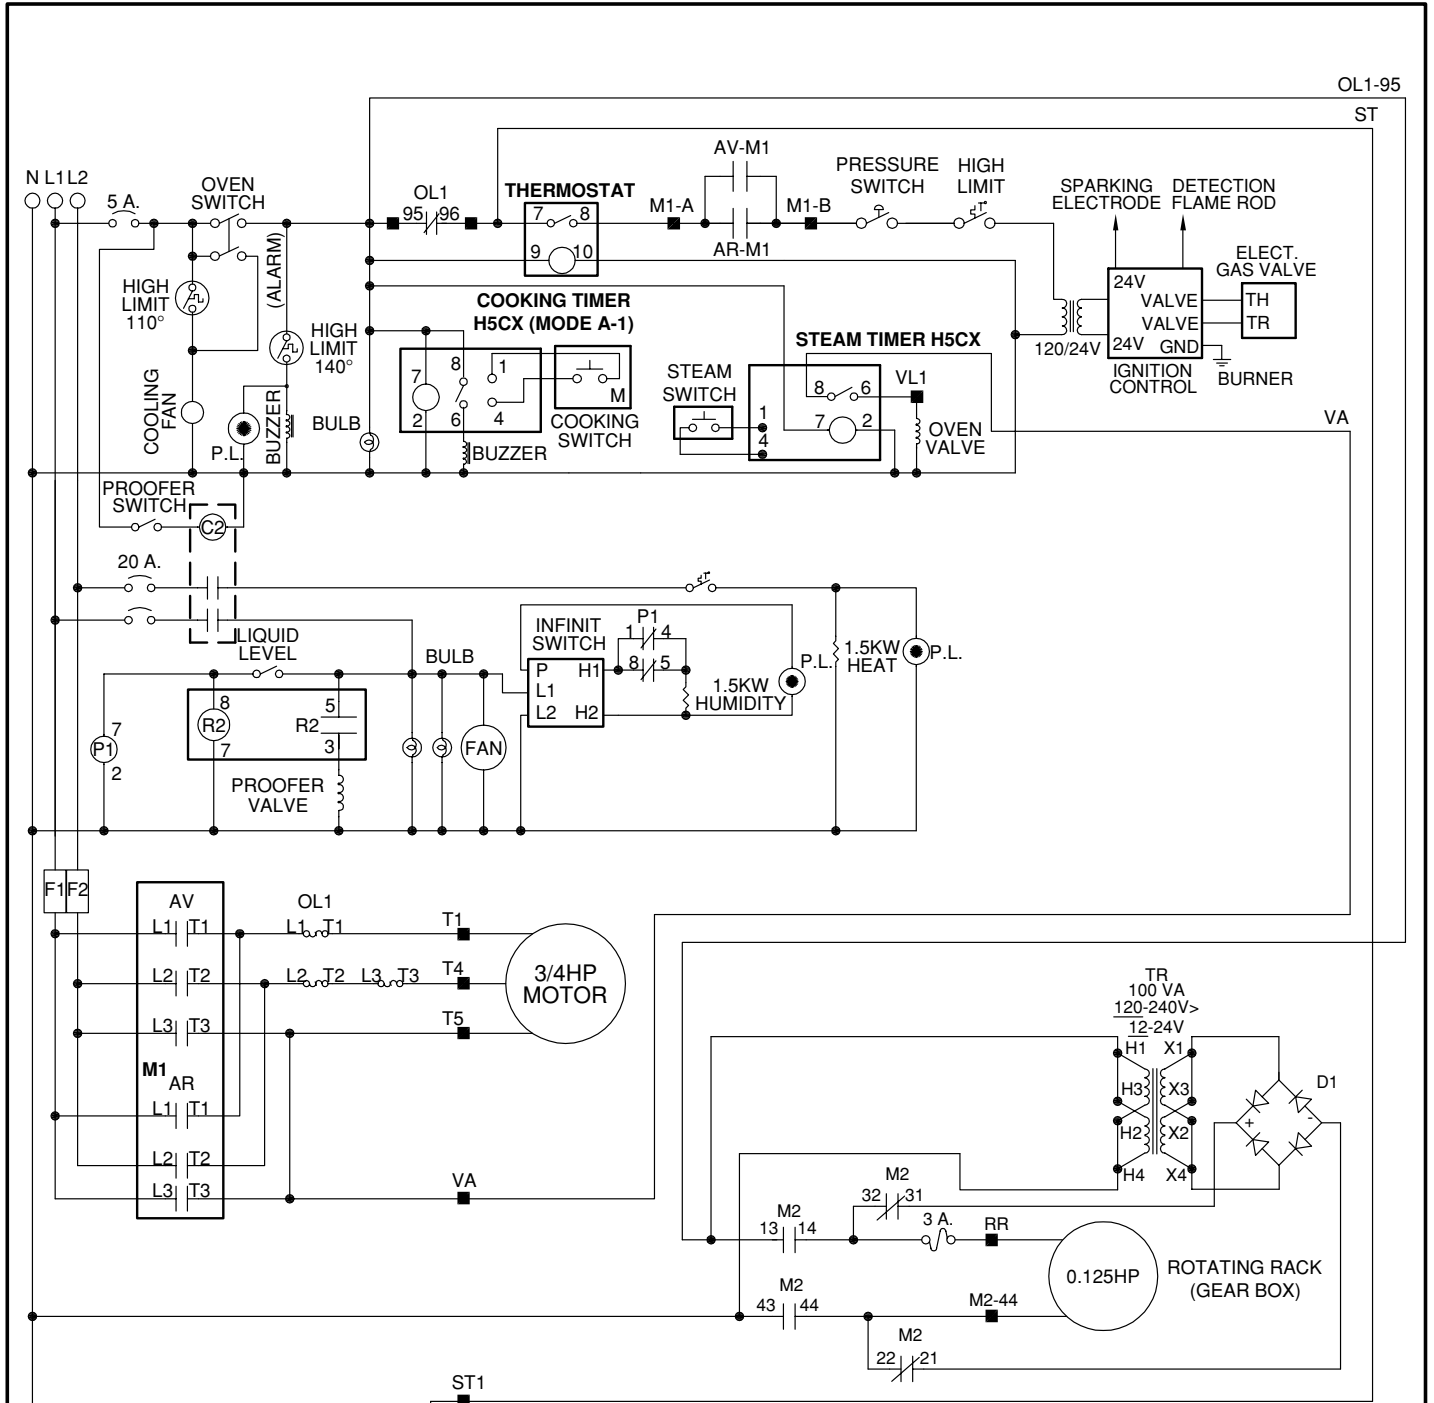 OL1-95
ST
N L1 L2
5 A.
OVEN
SWITCH
OL1
95 96
THERMOSTAT
7 8
9 10
M1-A
AV-M1
AR-M1
M1-B
PRESSURE
SWITCH
HIGH
LIMIT
SPARKING
ELECTRODE
DETECTION
FLAME ROD
ELECT.
GAS VALVE
24V
VALVE
VALVE
24V GND
TH
TR
120/24V
IGNITION
CONTROL
BURNER
HIGH
LIMIT
110°
(ALARM)
HIGH
LIMIT
140°
COOLING
FAN
P.L.
BUZZER
BULB
COOKING TIMER
H5CX (MODE A-1)
7
2
8
6
1
4
M
COOKING
SWITCH
BUZZER
STEAM TIMER H5CX
STEAM
SWITCH
1
4
8 6
7 2
VL1
OVEN
VALVE
VA
PROOFER
SWITCH
C2
20 A.
LIQUID
LEVEL
BULB
INFINIT
SWITCH
P H1
L1
L2 H2
P1
1 4
8 5
1.5KW
HUMIDITY
P.L.
1.5KW
HEAT
P.L.
7
P1
2
8
R2
7
5
R2
3
FAN
PROOFER
VALVE
F1 F2
AV
L1 T1
L2 T2
L3 T3
M1
AR
L1 T1
L2 T2
L3 T3
OL1
L1 T1
L2 T2 L3 T3
T1
T4
T5
3/4HP
MOTOR
VA
TR
100 VA
120-240V>
12-24V
H1 X1
H3 X3
H2 X2
H4 X4
D1
+ -
M2
32 31
M2
13 14
3 A.
RR
0.125HP
ROTATING RACK
(GEAR BOX)
M2
43 44
M2-44
M2
22 21
ST1